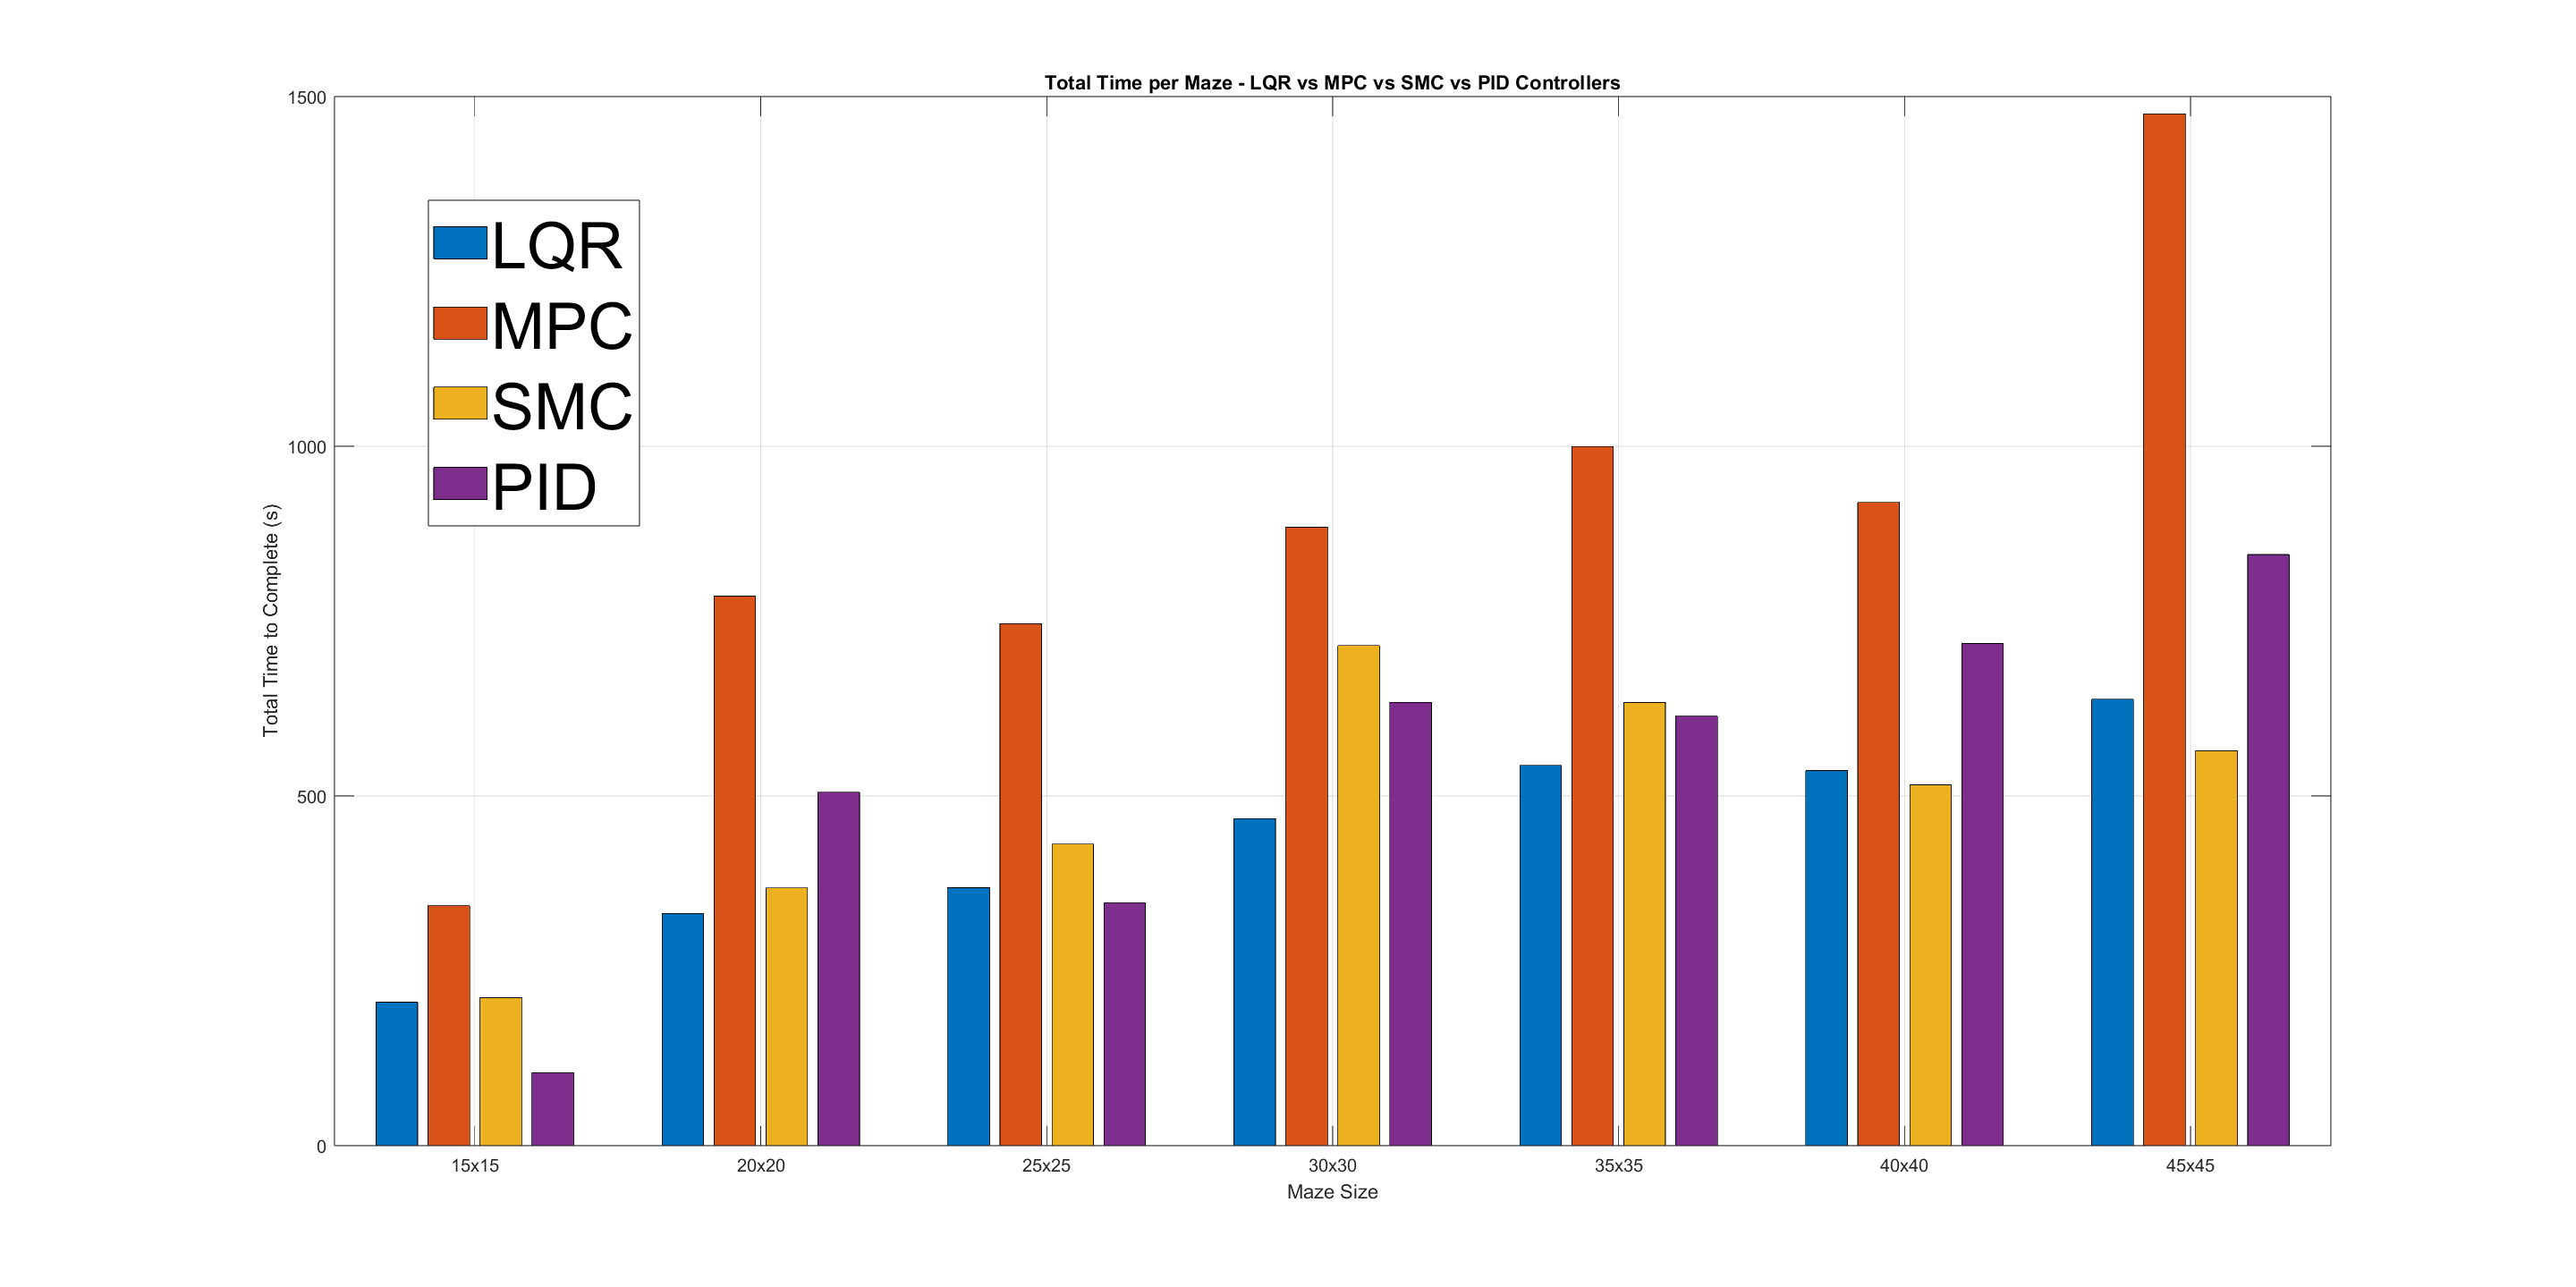 Total Time per Maze - LQR vs MPC vs SMC vs PID Controllers
1500
1000
500
0
Total Time to Complete (s)
LQR
MPC
SMC
PID
15x15 20x20 25x25 30x30 35x35 40x40 45x45
Maze Size